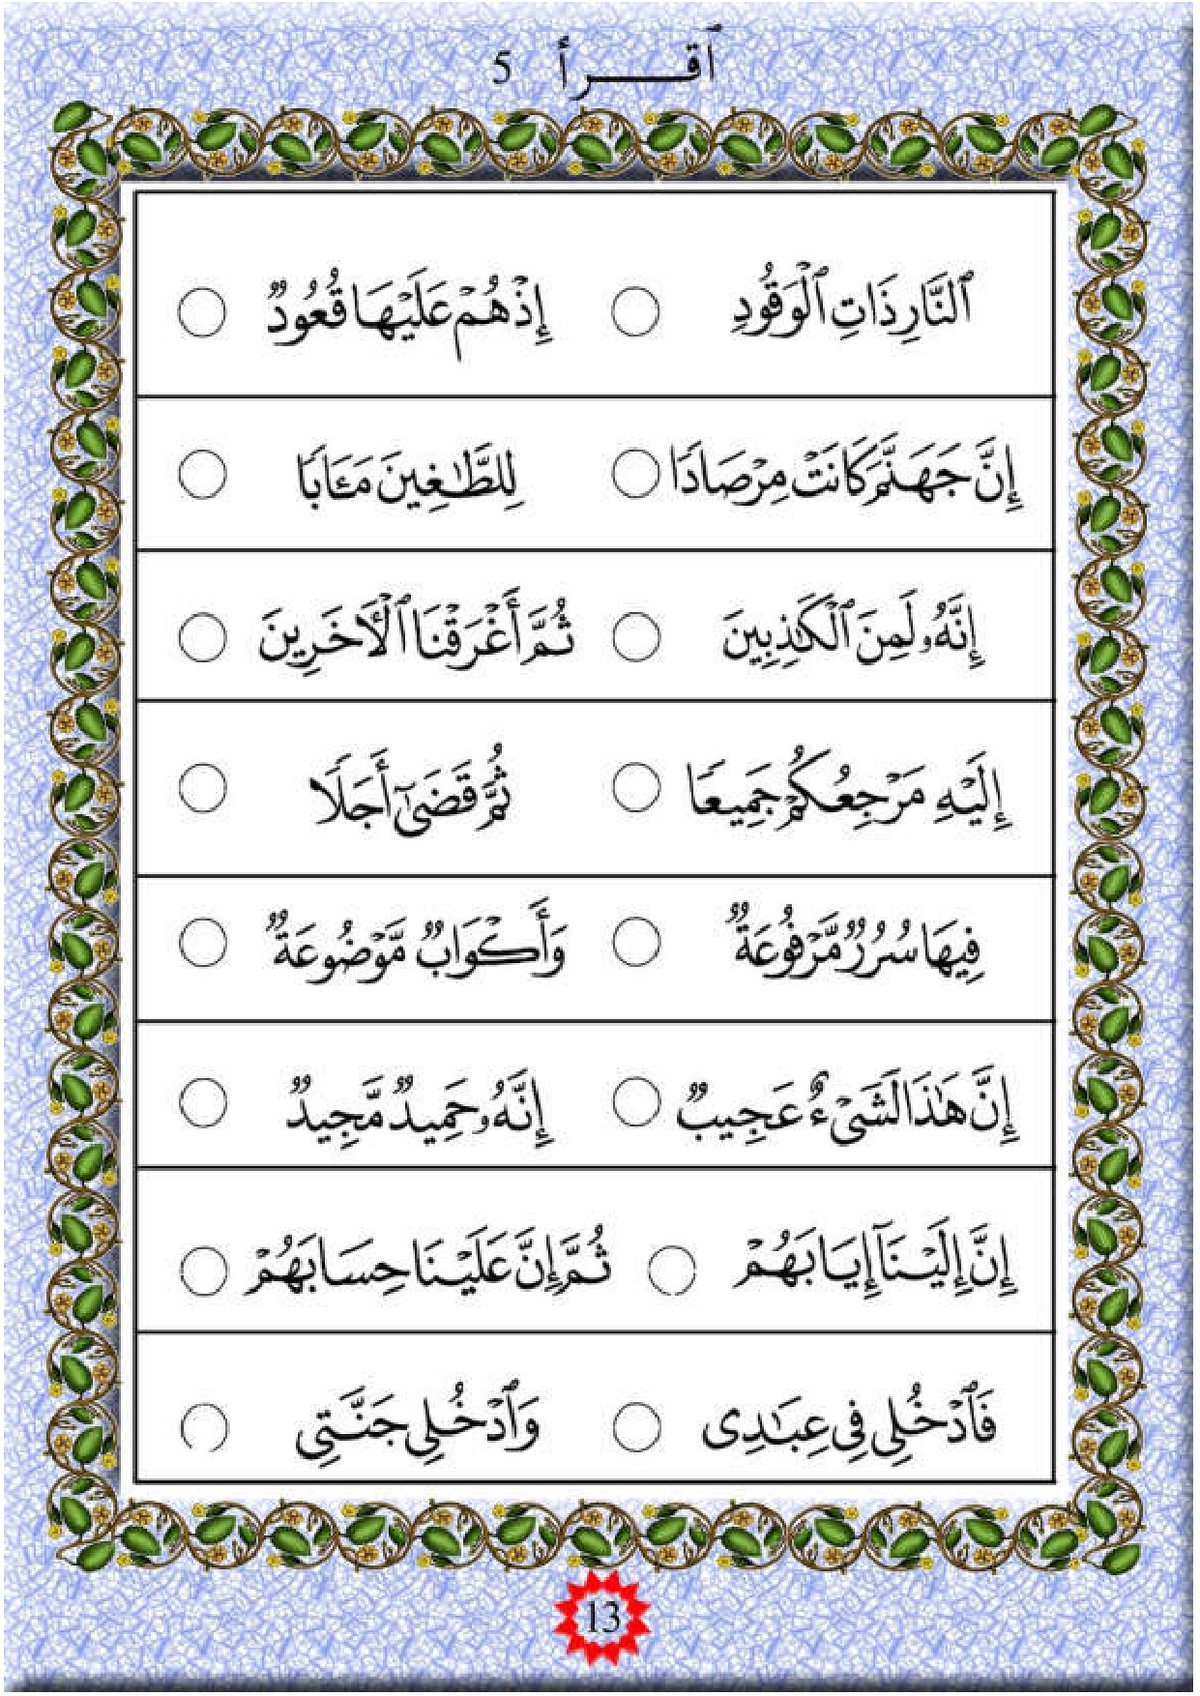 ٱقـــرأ 5
ٱلنَّارِ ذَاتِ ٱلْوَقُودِ ○ إِذْ هُمْ عَلَيْهَا قُعُودٌ ○
إِنَّ جَهَنَّمَ كَانَتْ مِرْصَادًا ○ لِلطَّـٰغِينَ مَـَٔابًا ○
إِنَّهُۥ لَمِنَ ٱلْكَـٰذِبِينَ ○ ثُمَّ أَغْرَقْنَا ٱلْأَخَرِينَ ○
إِلَيْهِ مَرْجِعُكُمْ جَمِيعًا ○ ثُمَّ قَضَىٰٓ أَجَلًا ○
فِيهَا سُرُرٌ مَّرْفُوعَةٌ ○ وَأَكْوَابٌ مَّوْضُوعَةٌ ○
إِنَّ هَـٰذَا لَشَىْءٌ عَجِيبٌ ○ إِنَّهُۥ حَمِيدٌ مَّجِيدٌ ○
إِنَّ إِلَيْنَآ إِيَابَهُمْ ○ ثُمَّ إِنَّ عَلَيْنَا حِسَابَهُمْ ○
فَٱدْخُلِى فِى عِبَـٰدِى ○ وَٱدْخُلِى جَنَّتِى ○
13